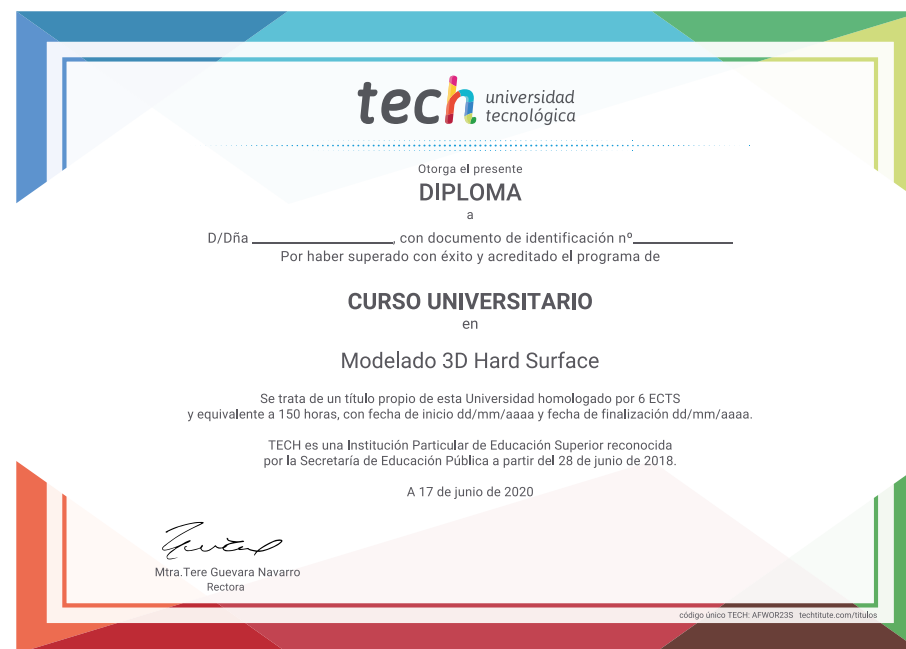 tech universidad
tecnológica
Otorga el presente
DIPLOMA
a
D/Dña ____________________, con documento de identificación nº______________
Por haber superado con éxito y acreditado el programa de
CURSO UNIVERSITARIO
en
Modelado 3D Hard Surface
Se trata de un título propio de esta Universidad homologado por 6 ECTS
y equivalente a 150 horas, con fecha de inicio dd/mm/aaaa y fecha de finalización dd/mm/aaaa.
TECH es una Institución Particular de Educación Superior reconocida
por la Secretaría de Educación Pública a partir del 28 de junio de 2018.
A 17 de junio de 2020
Mtra.Tere Guevara Navarro
Rectora
código único TECH: AFWOR23S techtitute.com/titulos